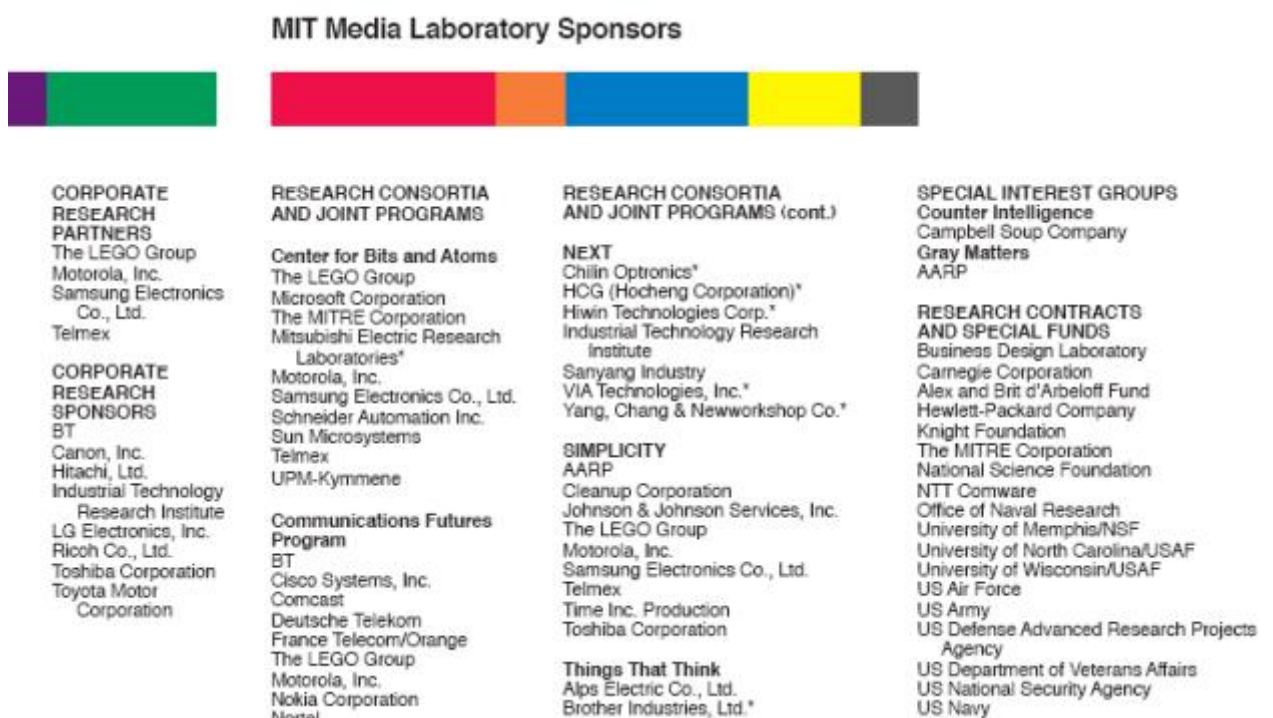 MIT Media Laboratory Sponsors
CORPORATE
RESEARCH
PARTNERS
The LEGO Group
Motorola, Inc.
Samsung Electronics
Co., Ltd.
Telmex
CORPORATE
RESEARCH
SPONSORS
BT
Canon, Inc.
Hitachi, Ltd.
Industrial Technology
Research Institute
LG Electronics, Inc.
Ricoh Co., Ltd.
Toshiba Corporation
Toyota Motor
Corporation
RESEARCH CONSORTIA
AND JOINT PROGRAMS
Center for Bits and Atoms
The LEGO Group
Microsoft Corporation
The MITRE Corporation
Mitsubishi Electric Research
Laboratories*
Motorola, Inc.
Samsung Electronics Co., Ltd.
Schneider Automation Inc.
Sun Microsystems
Telmex
UPM-Kymmene
Communications Futures
Program
BT
Cisco Systems, Inc.
Comcast
Deutsche Telekom
France Telecom/Orange
The LEGO Group
Motorola, Inc.
Nokia Corporation
Nortel
RESEARCH CONSORTIA
AND JOINT PROGRAMS (cont.)
NEXT
Chilin Optronics*
HCG (Hocheng Corporation)*
Hiwin Technologies Corp.*
Industrial Technology Research
Institute
Sanyang Industry
VIA Technologies, Inc.*
Yang, Chang & Newworkshop Co.*
SIMPLICITY
AARP
Cleanup Corporation
Johnson & Johnson Services, Inc.
The LEGO Group
Motorola, Inc.
Samsung Electronics Co., Ltd.
Telmex
Time Inc. Production
Toshiba Corporation
Things That Think
Alps Electric Co., Ltd.
Brother Industries, Ltd.*
SPECIAL INTEREST GROUPS
Counter Intelligence
Campbell Soup Company
Gray Matters
AARP
RESEARCH CONTRACTS
AND SPECIAL FUNDS
Business Design Laboratory
Carnegie Corporation
Alex and Brit d'Arbeloff Fund
Hewlett-Packard Company
Knight Foundation
The MITRE Corporation
National Science Foundation
NTT Comware
Office of Naval Research
University of Memphis/NSF
University of North Carolina/USAF
University of Wisconsin/USAF
US Air Force
US Army
US Defense Advanced Research Projects
Agency
US Department of Veterans Affairs
US National Security Agency
US Navy